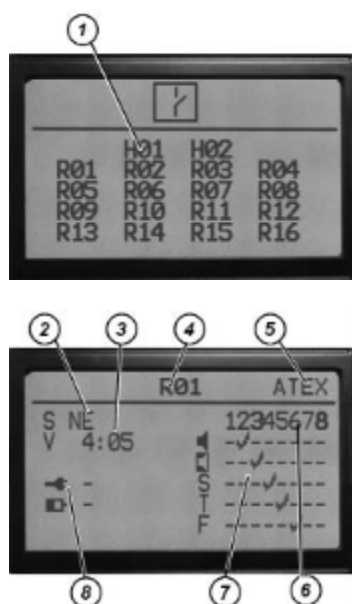 1
H01 H02
R01 R02 R03 R04
R05 R06 R07 R08
R09 R10 R11 R12
R13 R14 R15 R16
2 3 4 5
R01 ATEX
S NE 12345678
V 4:05
S
T
F
8 7 6